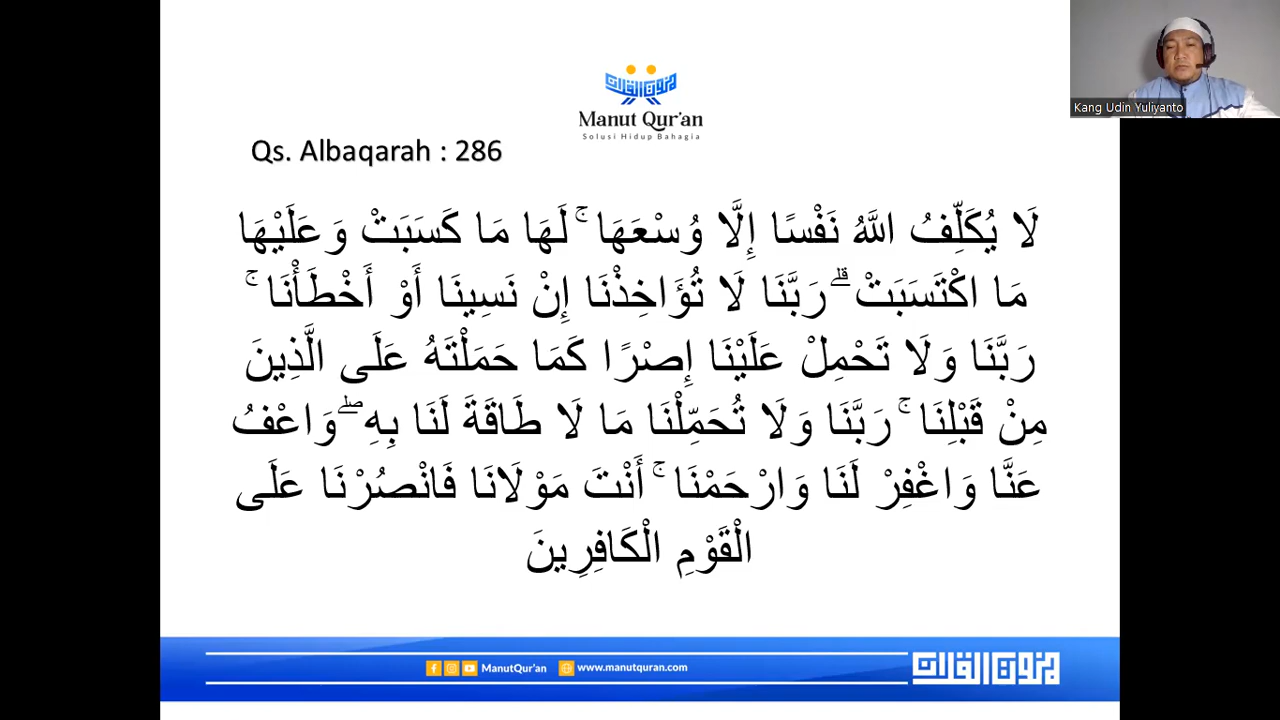 Kang Udin Yuliyanto
Manut Qur'an
Solusi Hidup Bahagia
Qs. Albaqarah : 286
لَا يُكَلِّفُ اللَّهُ نَفْسًا إِلَّا وُسْعَهَا ۚ لَهَا مَا كَسَبَتْ وَعَلَيْهَا
مَا اكْتَسَبَتْ ۗ رَبَّنَا لَا تُؤَاخِذْنَا إِنْ نَسِينَا أَوْ أَخْطَأْنَا ۚ
رَبَّنَا وَلَا تَحْمِلْ عَلَيْنَا إِصْرًا كَمَا حَمَلْتَهُ عَلَى الَّذِينَ
مِنْ قَبْلِنَا ۚ رَبَّنَا وَلَا تُحَمِّلْنَا مَا لَا طَاقَةَ لَنَا بِهِ ۖ وَاعْفُ
عَنَّا وَاغْفِرْ لَنَا وَارْحَمْنَا ۚ أَنْتَ مَوْلَانَا فَانْصُرْنَا عَلَى
الْقَوْمِ الْكَافِرِينَ
ManutQur'an www.manutquran.com